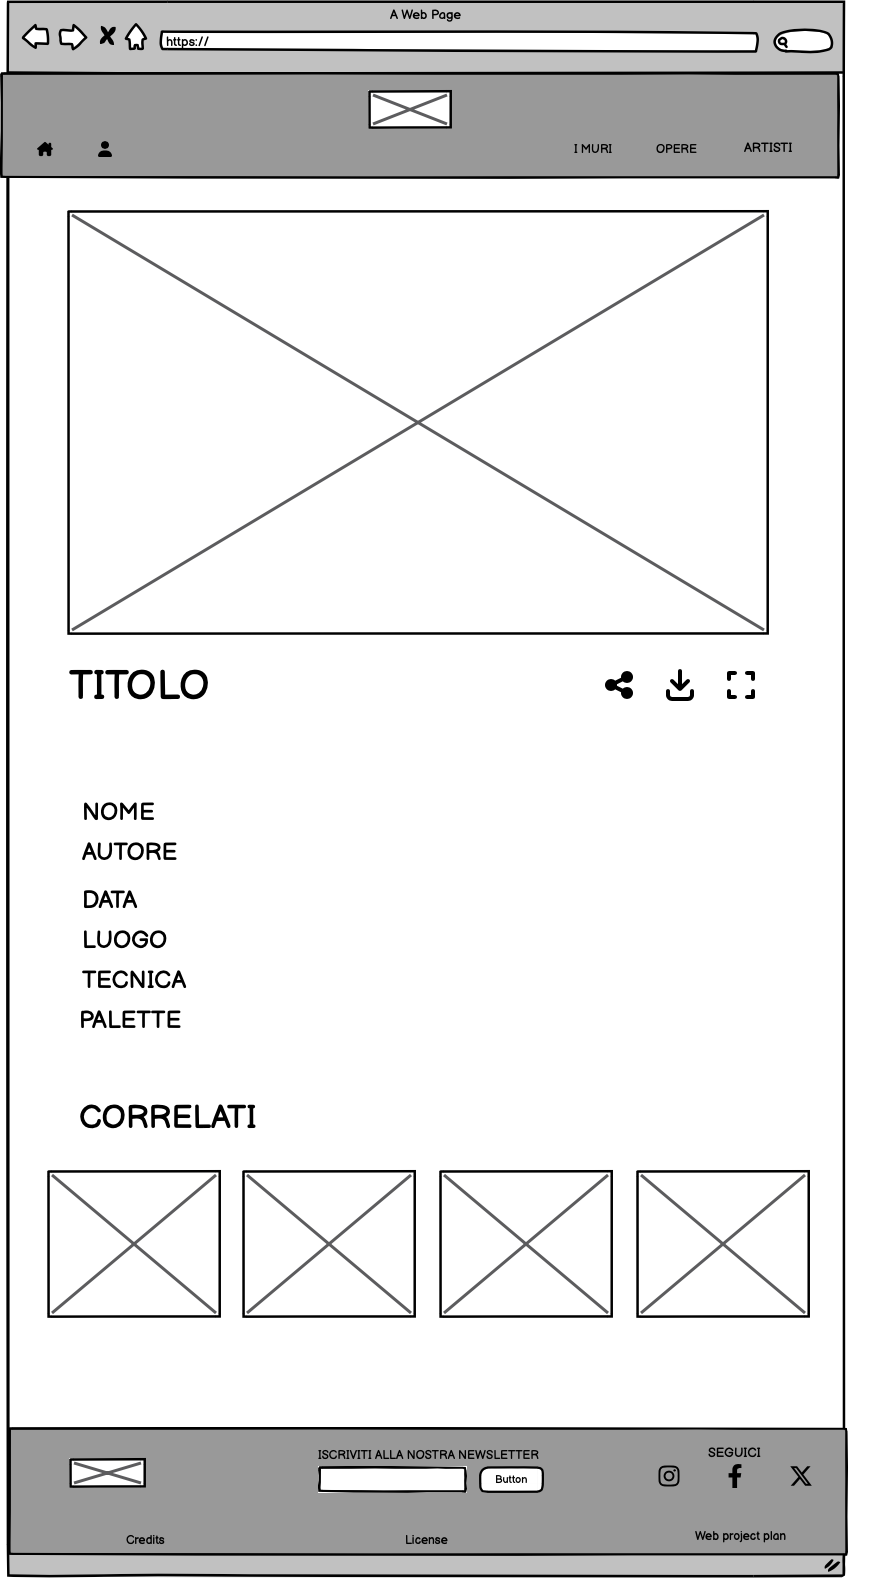 A Web Page
https://
I MURI
OPERE
ARTISTI
TITOLO
NOME
AUTORE
DATA
LUOGO
TECNICA
PALETTE
CORRELATI
ISCRIVITI ALLA NOSTRA NEWSLETTER
Button
SEGUICI
Credits
License
Web project plan